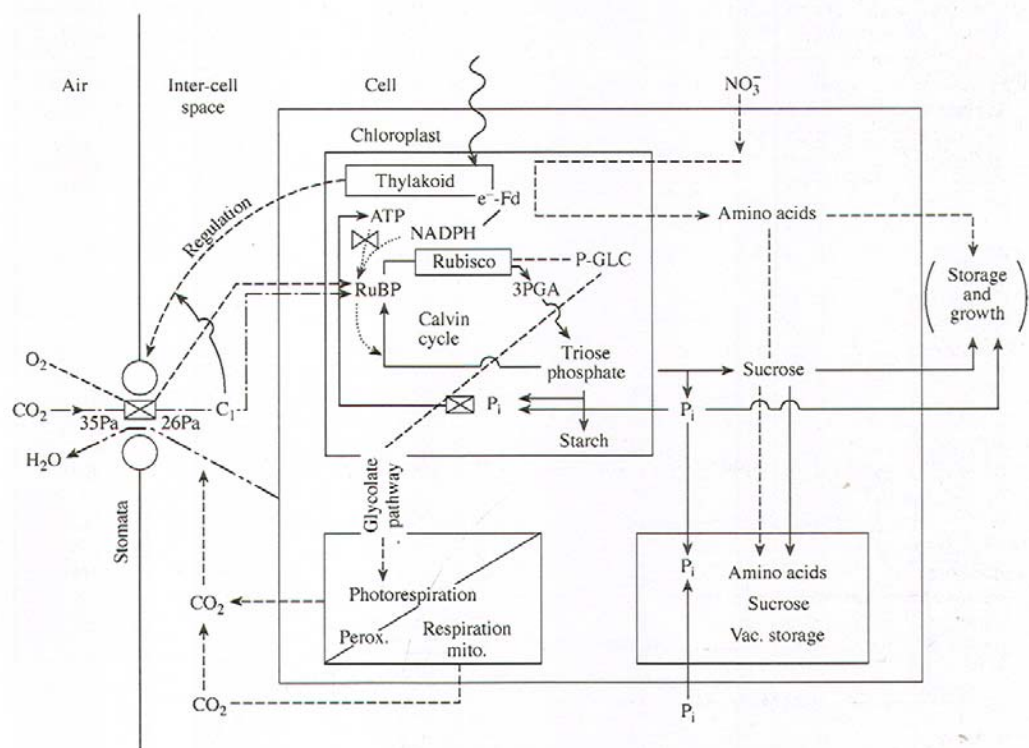 Air
Inter-cell
space
Cell
NO₃⁻
Chloroplast
Thylakoid
e⁻-Fd
Regulation
ATP
NADPH
Amino acids
Rubisco
P-GLC
RuBP
3PGA
Storage
and
growth
Calvin
cycle
O₂
Triose
phosphate
Sucrose
CO₂
C₁
Pᵢ
Pᵢ
35Pa
26Pa
Starch
H₂O
Stomata
Glycolate
pathway
Pᵢ
Amino acids
Photorespiration
CO₂
Sucrose
Perox.
Respiration
mito.
Vac. storage
CO₂
Pᵢ